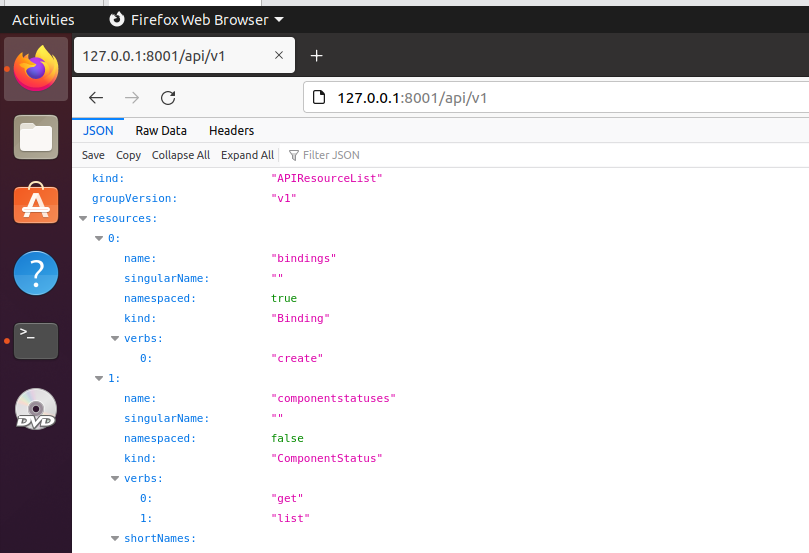 Activities Firefox Web Browser
127.0.0.1:8001/api/v1
127.0.0.1:8001/api/v1
JSON Raw Data Headers
Save Copy Collapse All Expand All Filter JSON
kind: "APIResourceList"
groupVersion: "v1"
resources:
0:
name: "bindings"
singularName: ""
namespaced: true
kind: "Binding"
verbs:
0: "create"
1:
name: "componentstatuses"
singularName: ""
namespaced: false
kind: "ComponentStatus"
verbs:
0: "get"
1: "list"
shortNames:
A
?
>_
DVD